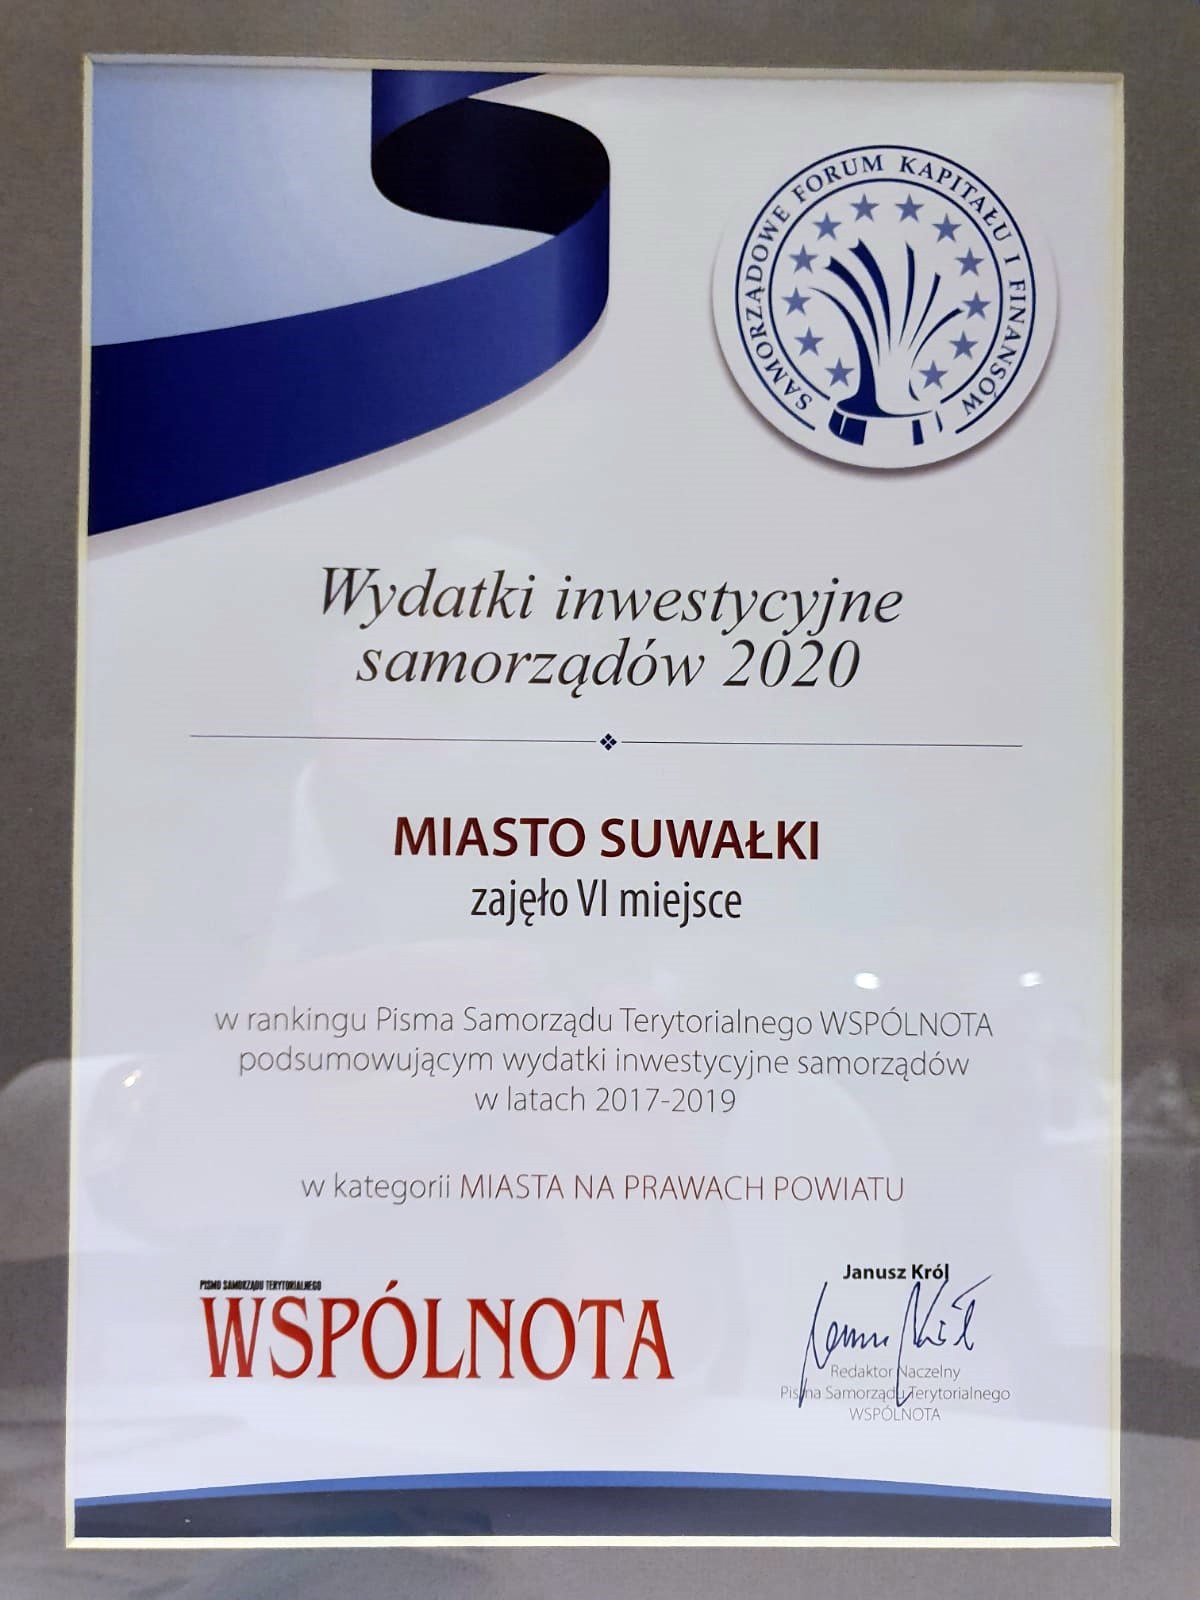 SAMORZĄDOWE FORUM KAPITAŁU I FINANSÓW
Wydatki inwestycyjne
samorządów 2020
MIASTO SUWAŁKI
zajęło VI miejsce
w rankingu Pisma Samorządu Terytorialnego WSPÓLNOTA
podsumowującym wydatki inwestycyjne samorządów
w latach 2017-2019
w kategorii MIASTA NA PRAWACH POWIATU
PISMO SAMORZĄDU TERYTORIALNEGO
WSPÓLNOTA
Janusz Król
Redaktor Naczelny
Pisma Samorządu Terytorialnego
WSPÓLNOTA